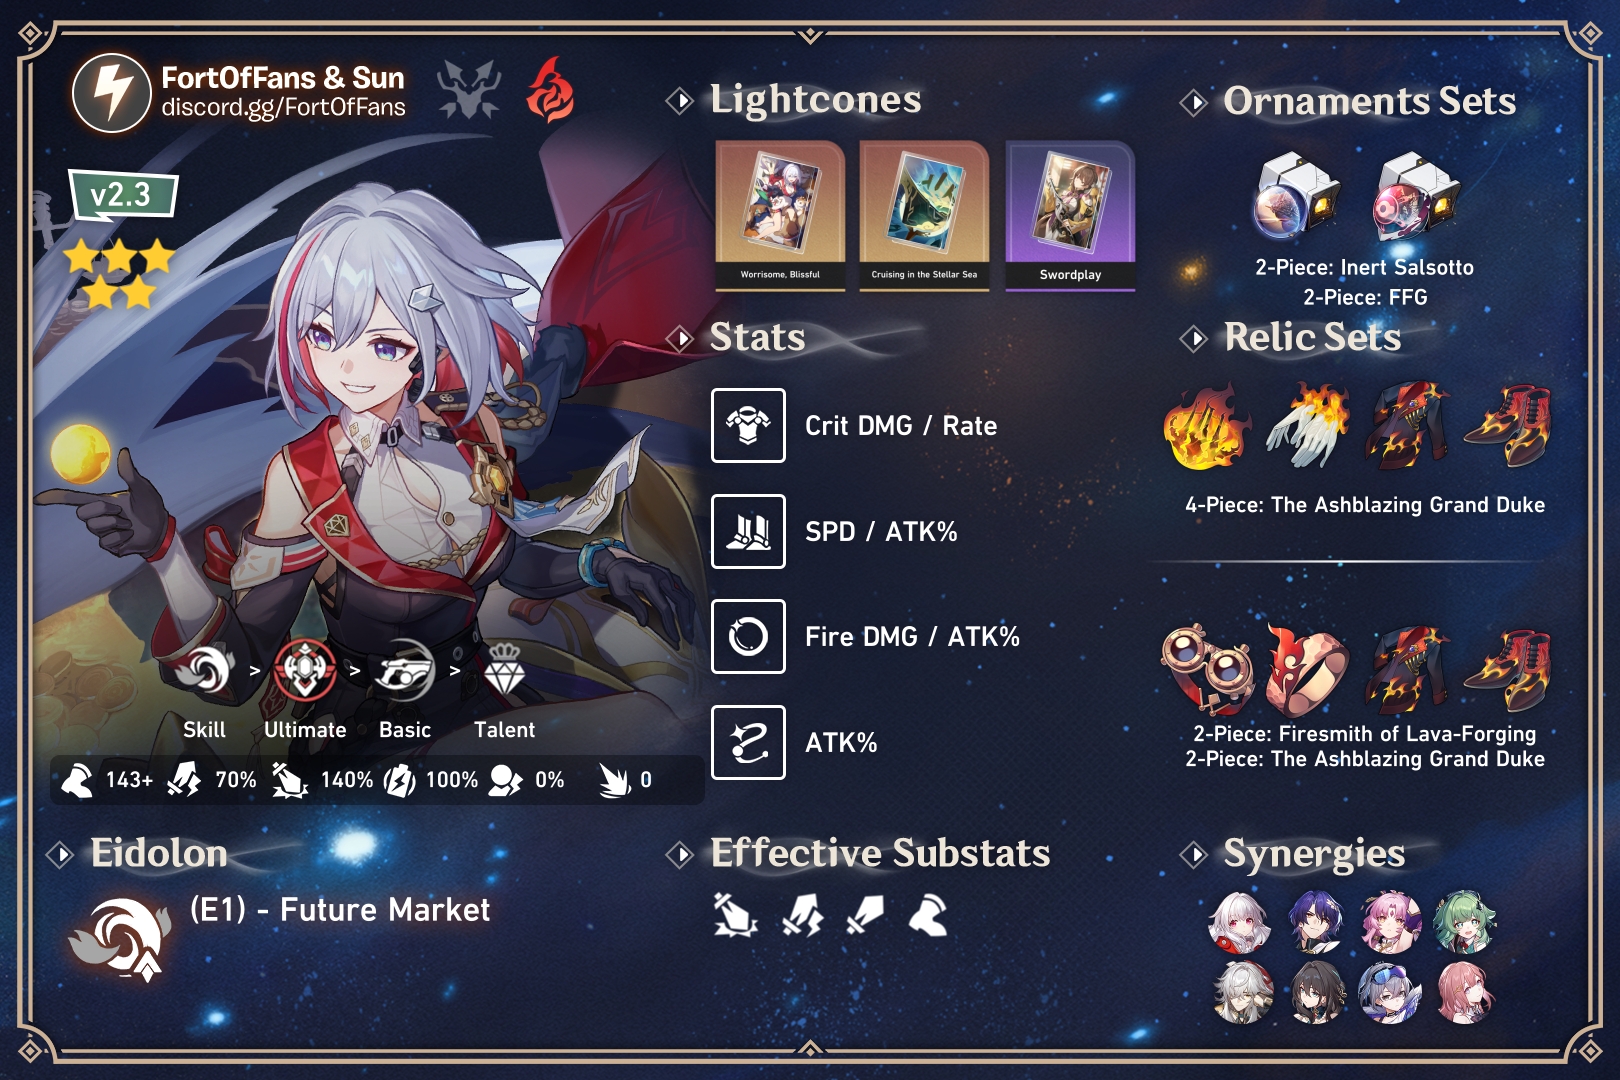 FortOfFans & Sun
discord.gg/FortOfFans
v2.3
Skill > Ultimate > Basic > Talent
143+ 70% 140% 100% 0% 0
Eidolon
(E1) - Future Market
Lightcones
Worrisome, Blissful
Cruising in the Stellar Sea
Swordplay
Stats
Crit DMG / Rate
SPD / ATK%
Fire DMG / ATK%
ATK%
Effective Substats
Ornaments Sets
2-Piece: Inert Salsotto
2-Piece: FFG
Relic Sets
4-Piece: The Ashblazing Grand Duke
2-Piece: Firesmith of Lava-Forging
2-Piece: The Ashblazing Grand Duke
Synergies